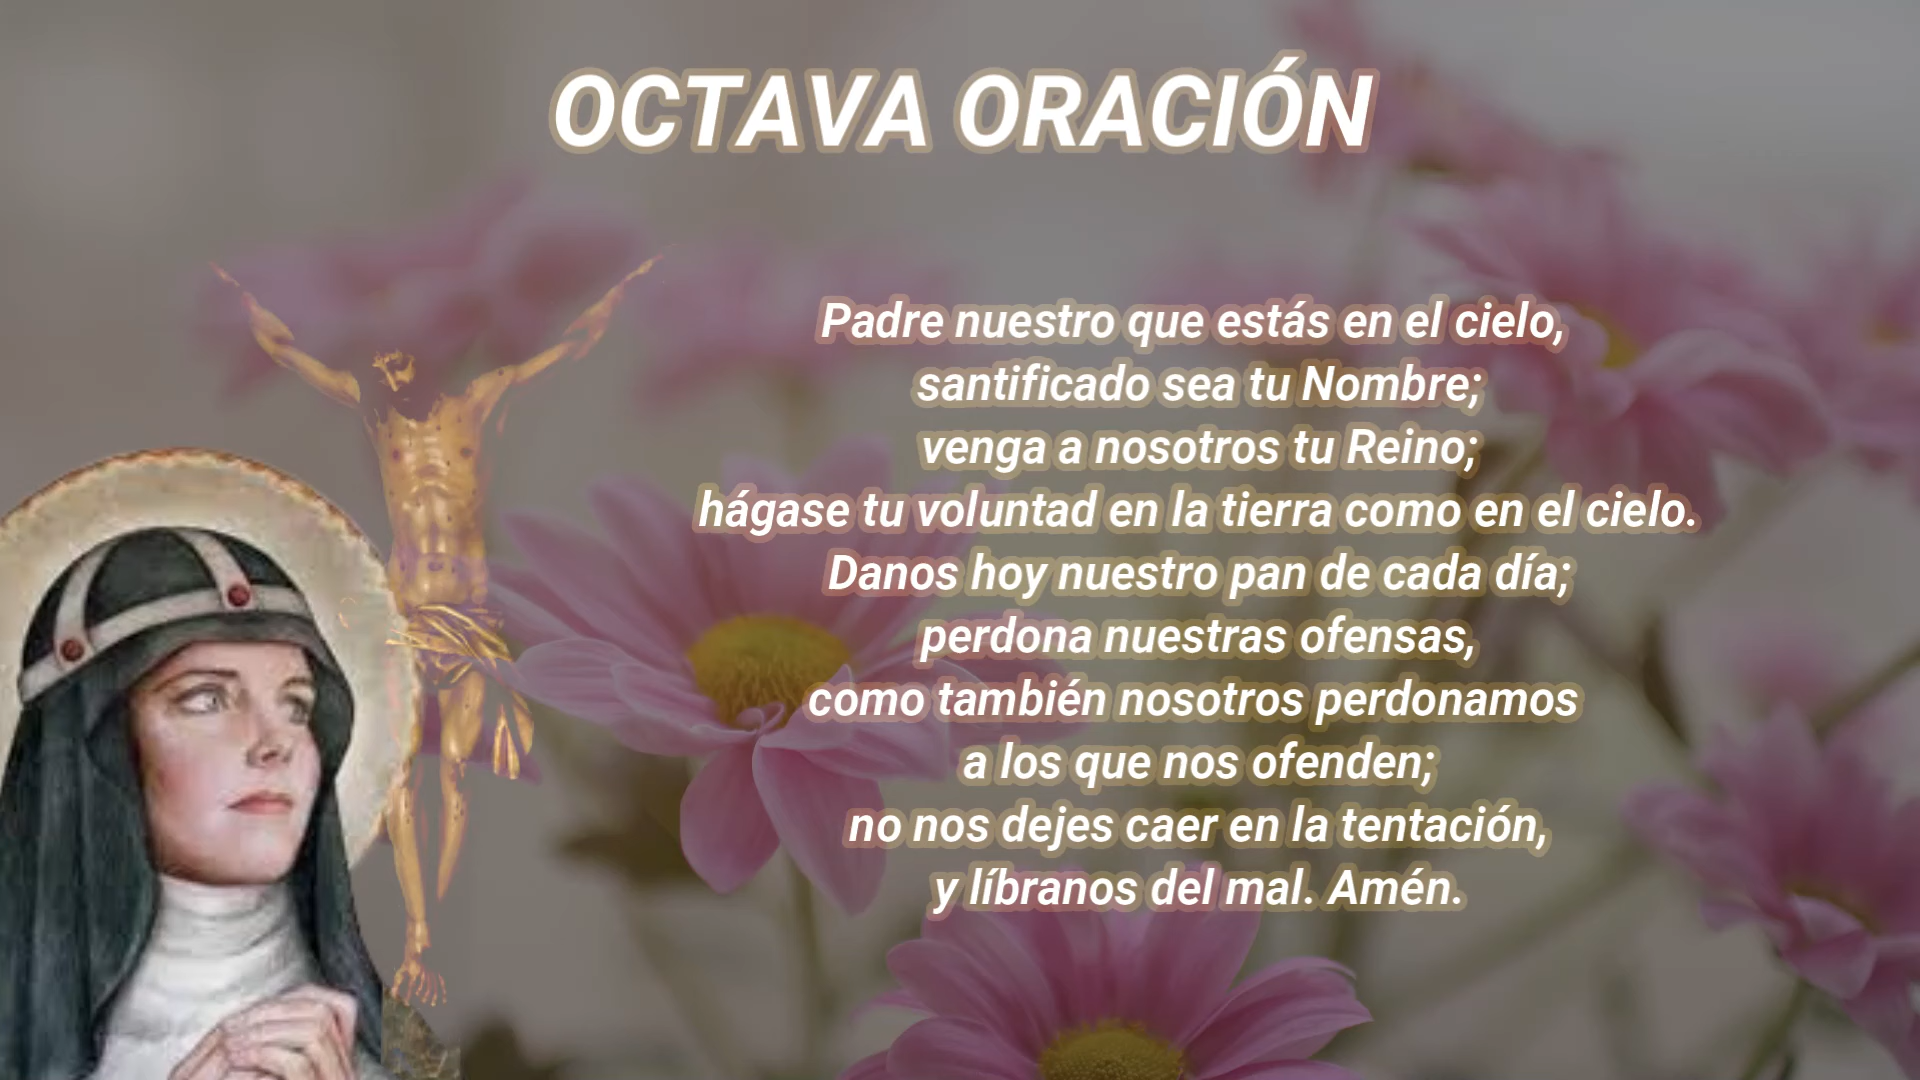 OCTAVA ORACIÓN
Padre nuestro que estás en el cielo,
santificado sea tu Nombre;
venga a nosotros tu Reino;
hágase tu voluntad en la tierra como en el cielo.
Danos hoy nuestro pan de cada día;
perdona nuestras ofensas,
como también nosotros perdonamos
a los que nos ofenden;
no nos dejes caer en la tentación,
y líbranos del mal. Amén.